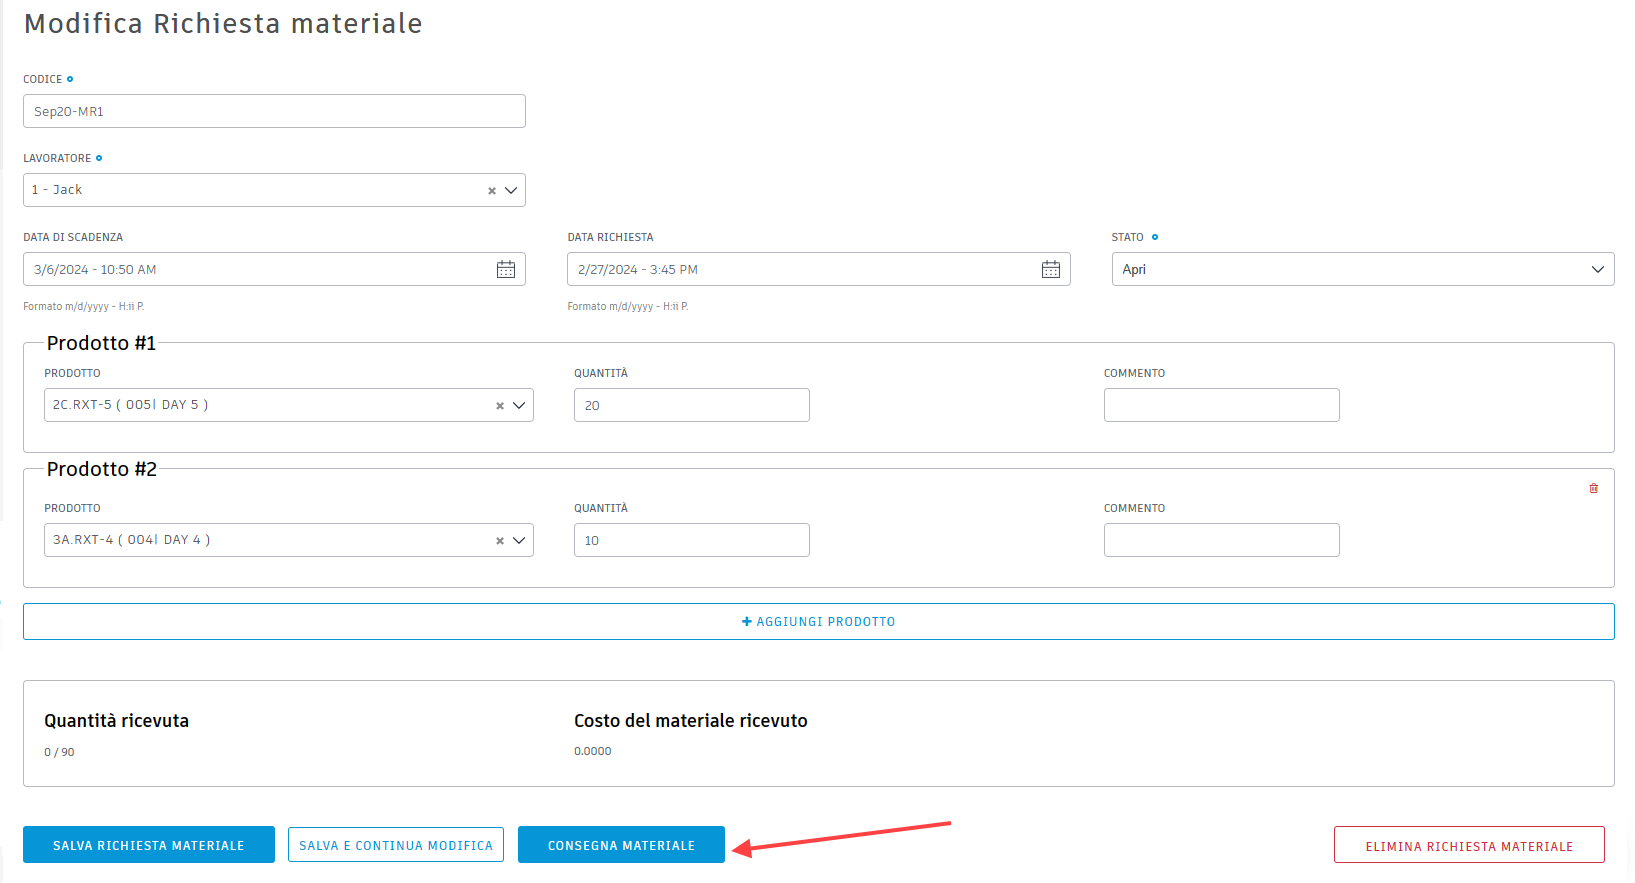 Modifica Richiesta materiale
CODICE
Sep20-MR1
LAVORATORE
1 - Jack
DATA DI SCADENZA
DATA RICHIESTA
STATO
3/6/2024 - 10:50 AM
2/27/2024 - 3:45 PM
Apri
Formato m/d/yyyy - H:ii P.
Formato m/d/yyyy - H:ii P.
Prodotto #1
PRODOTTO
QUANTITÀ
COMMENTO
2C.RXT-5 ( 005| DAY 5 )
20
Prodotto #2
PRODOTTO
QUANTITÀ
COMMENTO
3A.RXT-4 ( 004| DAY 4 )
10
+ AGGIUNGI PRODOTTO
Quantità ricevuta
Costo del materiale ricevuto
0 / 90
0.0000
SALVA RICHIESTA MATERIALE
SALVA E CONTINUA MODIFICA
CONSEGNA MATERIALE
ELIMINA RICHIESTA MATERIALE